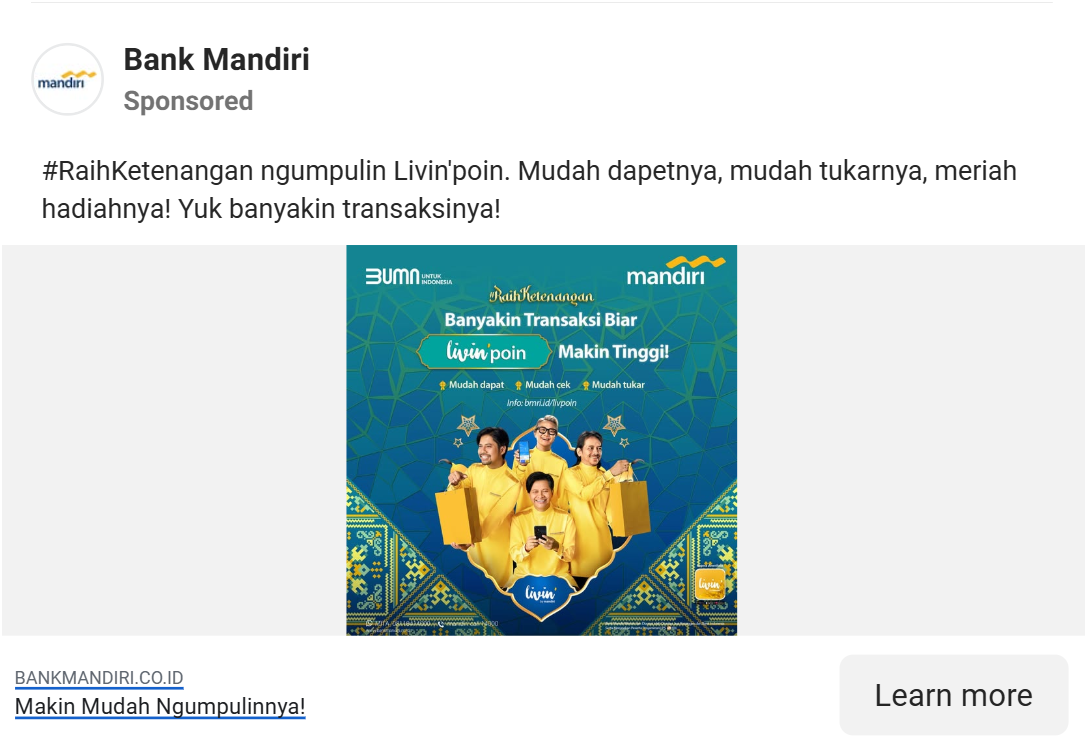 mandiri
Bank Mandiri
Sponsored
#RaihKetenangan ngumpulin Livin'poin. Mudah dapetnya, mudah tukarnya, meriah
hadiahnya! Yuk banyakin transaksinya!
BUMN UNTUK
INDONESIA
mandiri
#RaihKetenangan
Banyakin Transaksi Biar
livin'poin Makin Tinggi!
Mudah dapat Mudah cek Mudah tukar
Info: bmri.id/livpoin
livin'
livin'
BANKMANDIRI.CO.ID
Makin Mudah Ngumpulinnya!
Learn more